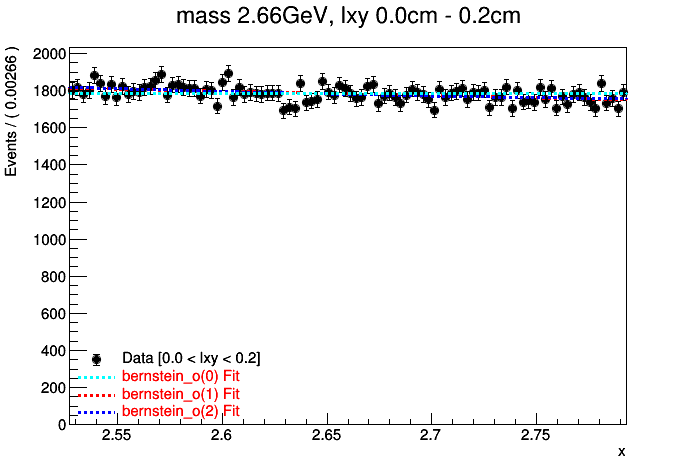 mass 2.66GeV, lxy 0.0cm - 0.2cm
Events / ( 0.00266 )
2000
1800
1600
1400
1200
1000
800
600
400
200
0
Data [0.0 < lxy < 0.2]
bernstein_o(0) Fit
bernstein_o(1) Fit
bernstein_o(2) Fit
2.55 2.6 2.65 2.7 2.75
x